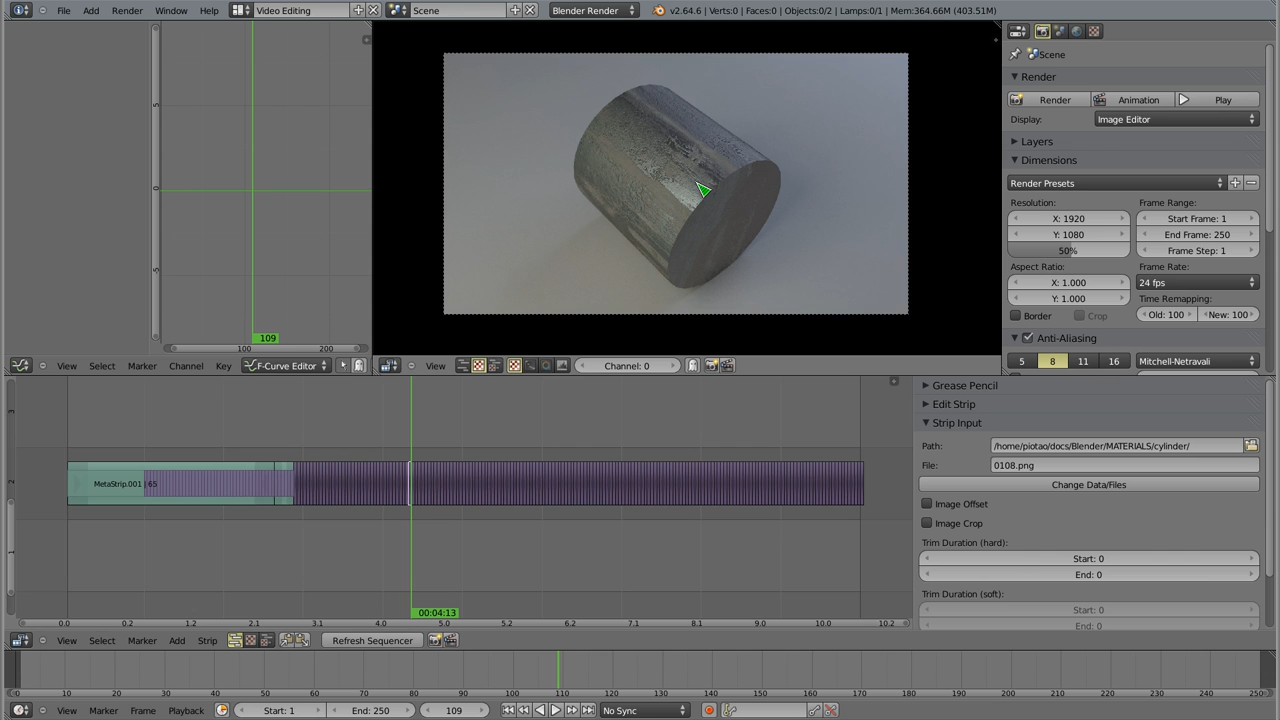 File Add Render Window Help Video Editing Scene Blender Render v2.64.6 | Verts:0 | Faces:0 | Objects:0/2 | Lamps:0/1 | Mem:364.66M (403.51M)
Scene
Render
Render Animation Play
Display: Image Editor
Layers
Dimensions
Render Presets
Resolution: Frame Range:
X: 1920 Start Frame: 1
Y: 1080 End Frame: 250
50% Frame Step: 1
Aspect Ratio: Frame Rate:
X: 1.000 24 fps
Y: 1.000 Time Remapping:
Border Crop Old: 100 New: 100
Anti-Aliasing
5 8 11 16 Mitchell-Netravali
5
0
-5
109
100 200
View Select Marker Channel Key F-Curve Editor
View Channel: 0
Grease Pencil
Edit Strip
Strip Input
Path: /home/piotao/docs/Blender/MATERIALS/cylinder/
File: 0108.png
Change Data/Files
Image Offset
Image Crop
Trim Duration (hard):
Start: 0
End: 0
Trim Duration (soft):
Start: 0
End: 0
3
2
1
MetaStrip.001 | 65
00:04:13
0.0 0.2 1.2 2.1 3.1 4.0 5.0 5.2 6.2 7.1 8.1 9.0 10.0 10.2
View Select Marker Add Strip Refresh Sequencer
0 10 20 30 40 50 60 70 80 90 100 110 120 130 140 150 160 170 180 190 200 210 220 230 240 250
View Marker Frame Playback Start: 1 End: 250 109 No Sync